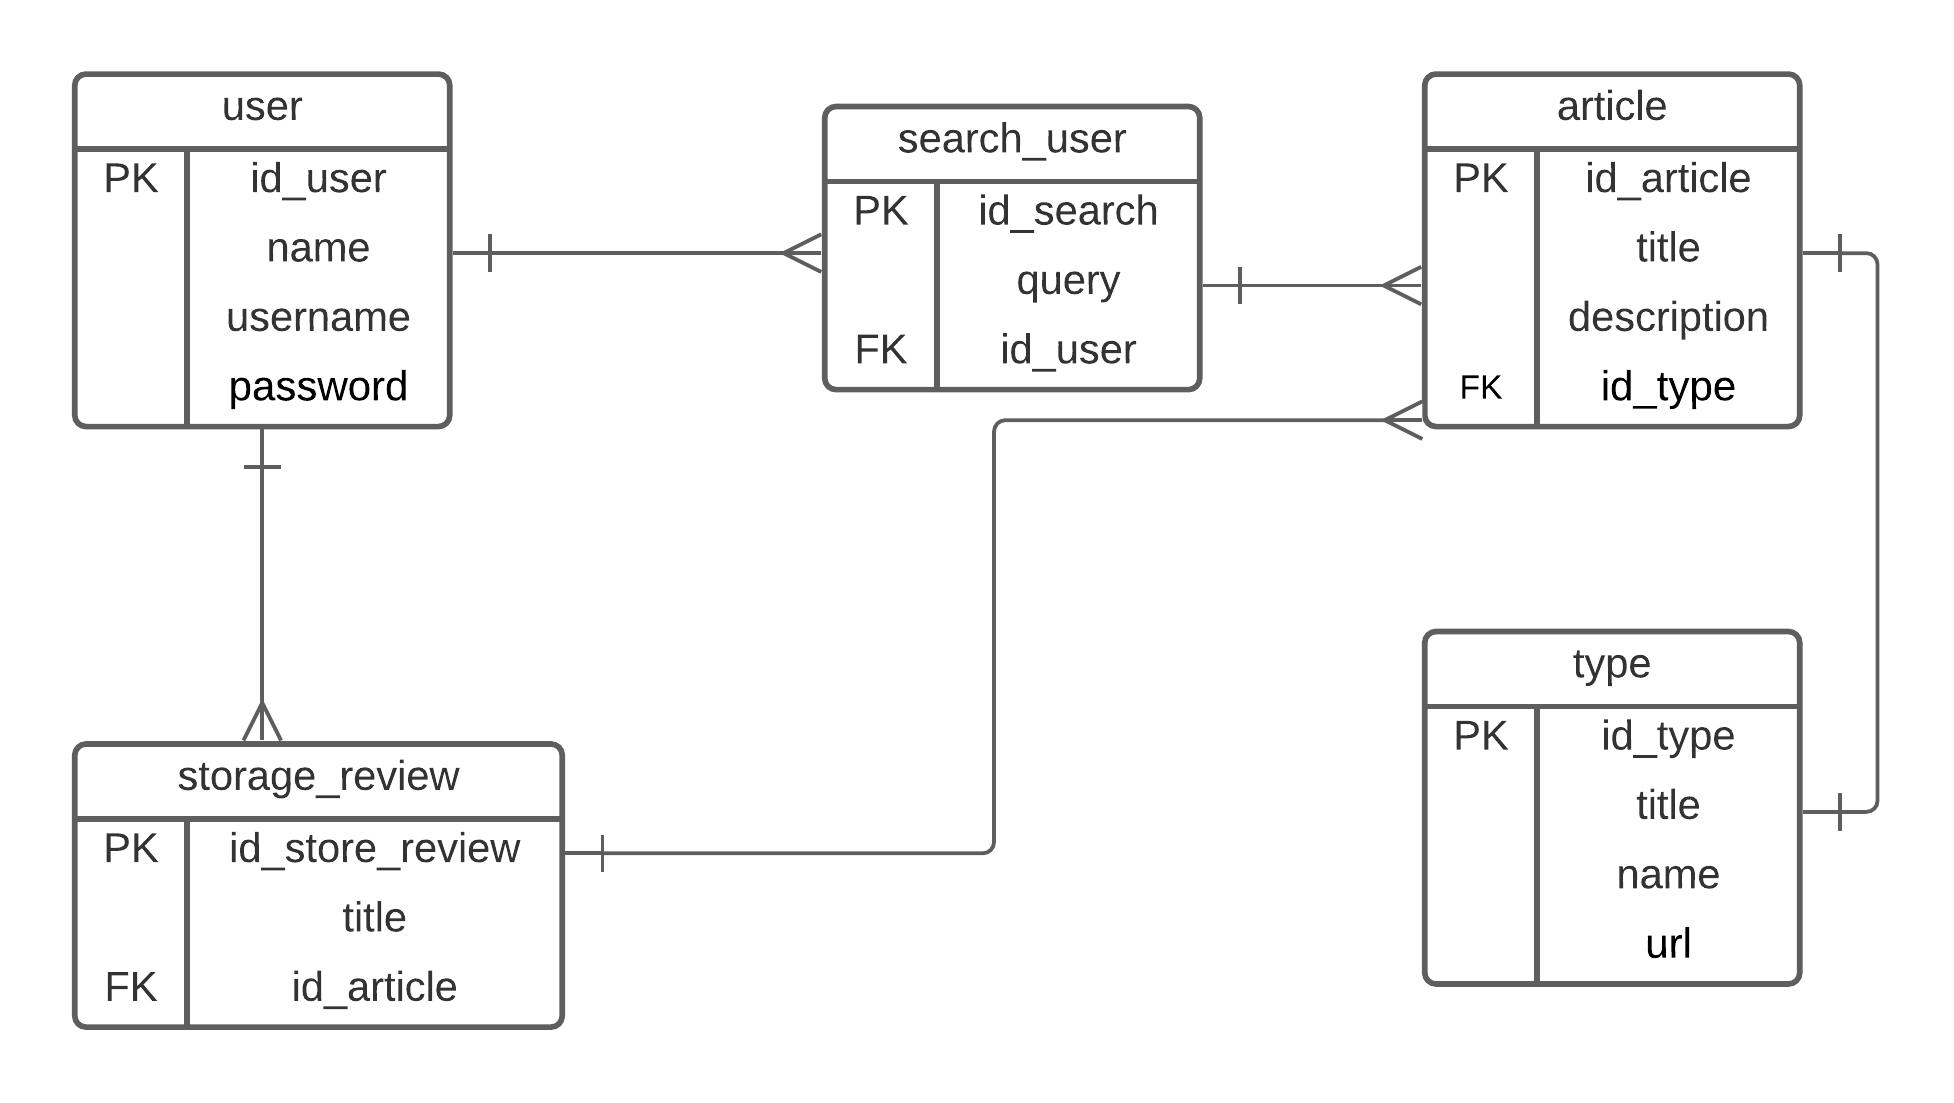 user
PK id_user
name
username
password
search_user
PK id_search
query
FK id_user
article
PK id_article
title
description
FK id_type
storage_review
PK id_store_review
title
FK id_article
type
PK id_type
title
name
url